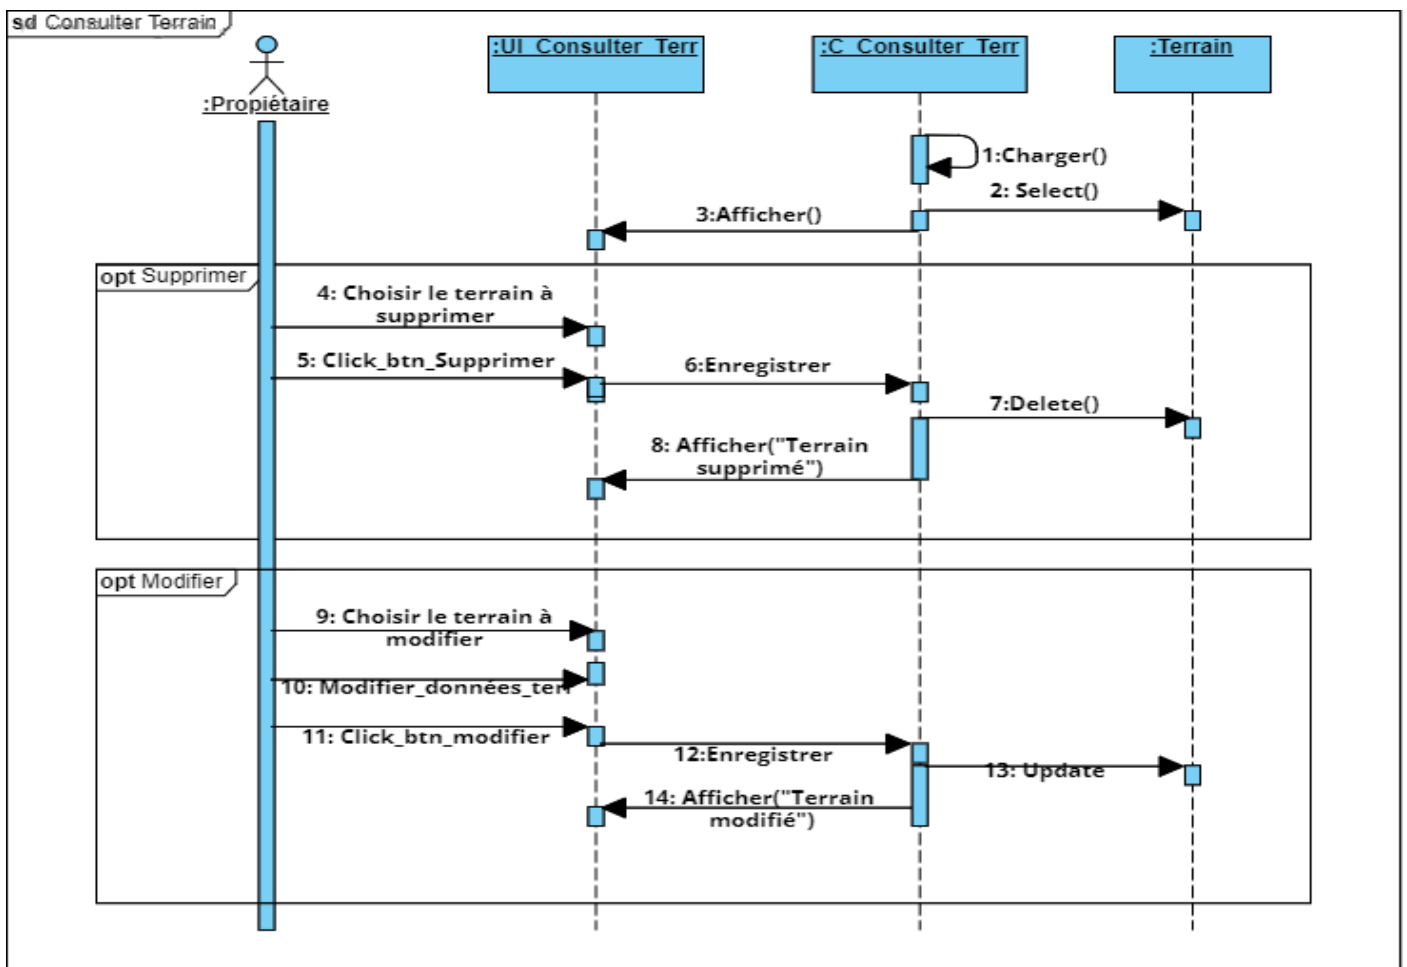 sd Consulter Terrain
:Propiétaire
:UI_Consulter_Terr
:C_Consulter_Terr
:Terrain
1:Charger()
2: Select()
3:Afficher()
opt Supprimer
4: Choisir le terrain à
supprimer
5: Click_btn_Supprimer
6:Enregistrer
7:Delete()
8: Afficher("Terrain
supprimé")
opt Modifier
9: Choisir le terrain à
modifier
10: Modifier_données_terr
11: Click_btn_modifier
12:Enregistrer
13: Update
14: Afficher("Terrain
modifié")